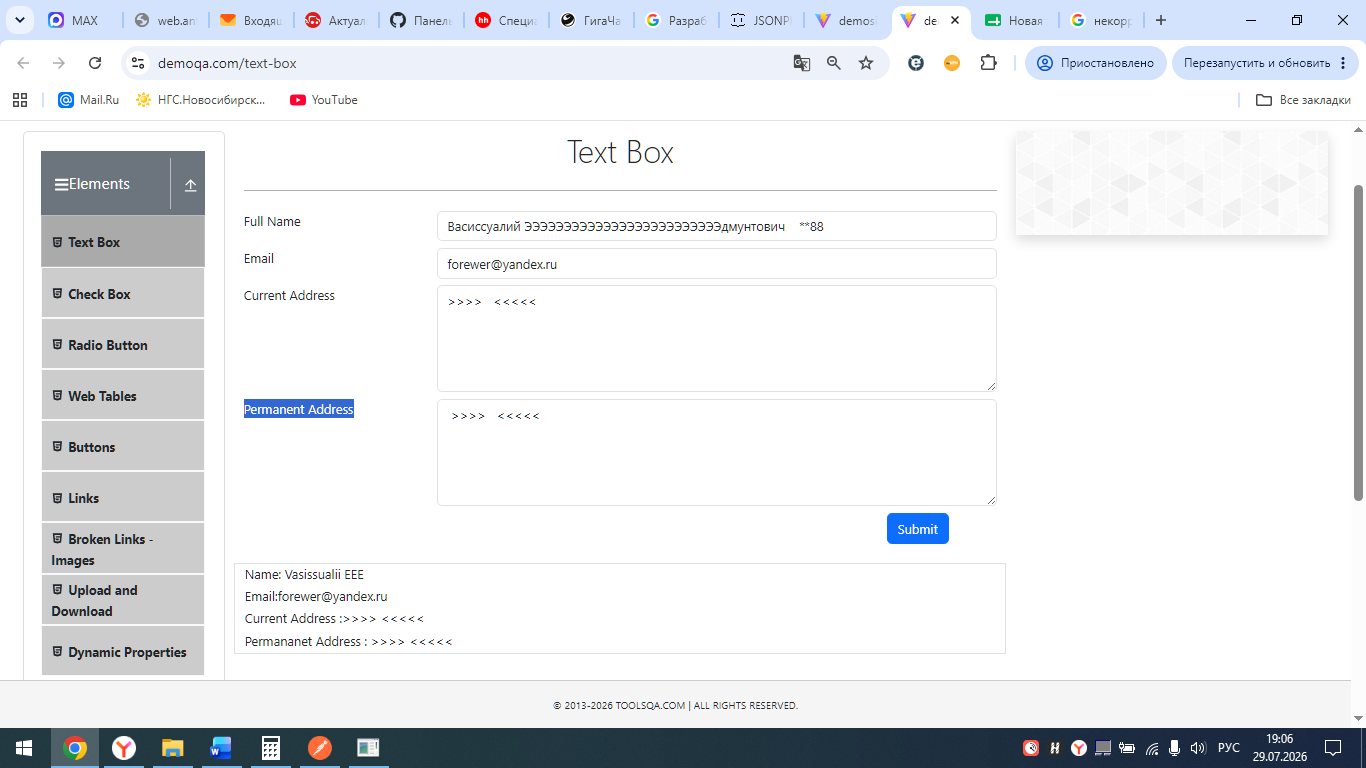 MAX
web.an
Входящ
Актуал
Панель
Специа
ГигаЧа
Разраб
JSONP
demos
de
Новая
некорр
demoqa.com/text-box
Приостановлено
Перезапустить и обновить
Mail.Ru
НГС.Новосибирск...
YouTube
Все закладки
Elements
Text Box
Check Box
Radio Button
Web Tables
Buttons
Links
Broken Links -
Images
Upload and
Download
Dynamic Properties
Text Box
Full Name
Email
forewer@yandex.ru
Current Address
>>>> <<<<<
Permanent Address
>>>> <<<<<
Submit
Name: Vasissualii EEE
Email:forewer@yandex.ru
Current Address :>>>> <<<<<
Permananet Address : >>>> <<<<<
© 2013-2026 TOOLSQA.COM | ALL RIGHTS RESERVED.
РУС
19:06
29.07.2026